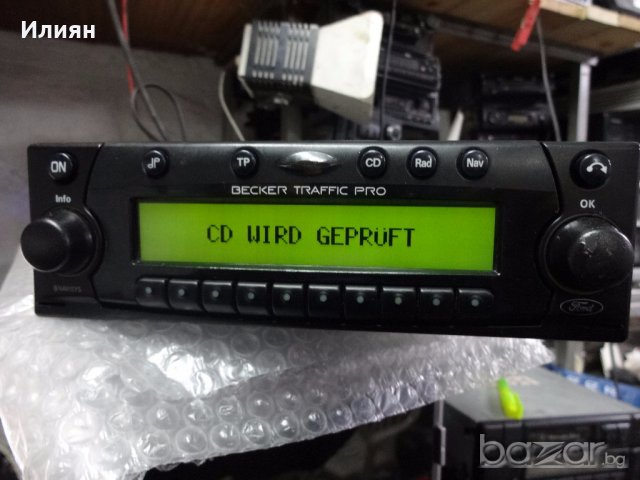 Илиян
ON
TP
CD
Rad
Nav
BECKER TRAFFIC PRO
Info
OK
CD WIRD GEPRÜFT
Ford
bazar.bg